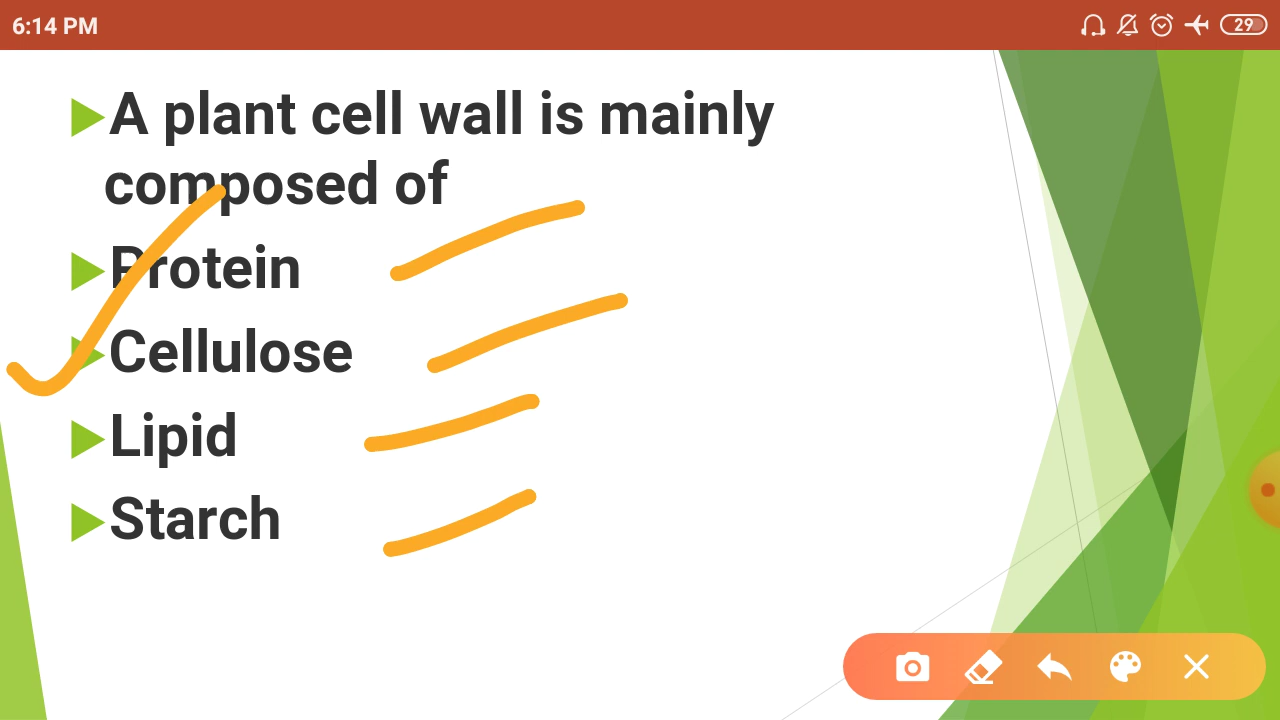 6:14 PM
29
A plant cell wall is mainly
composed of
Protein
Cellulose
Lipid
Starch